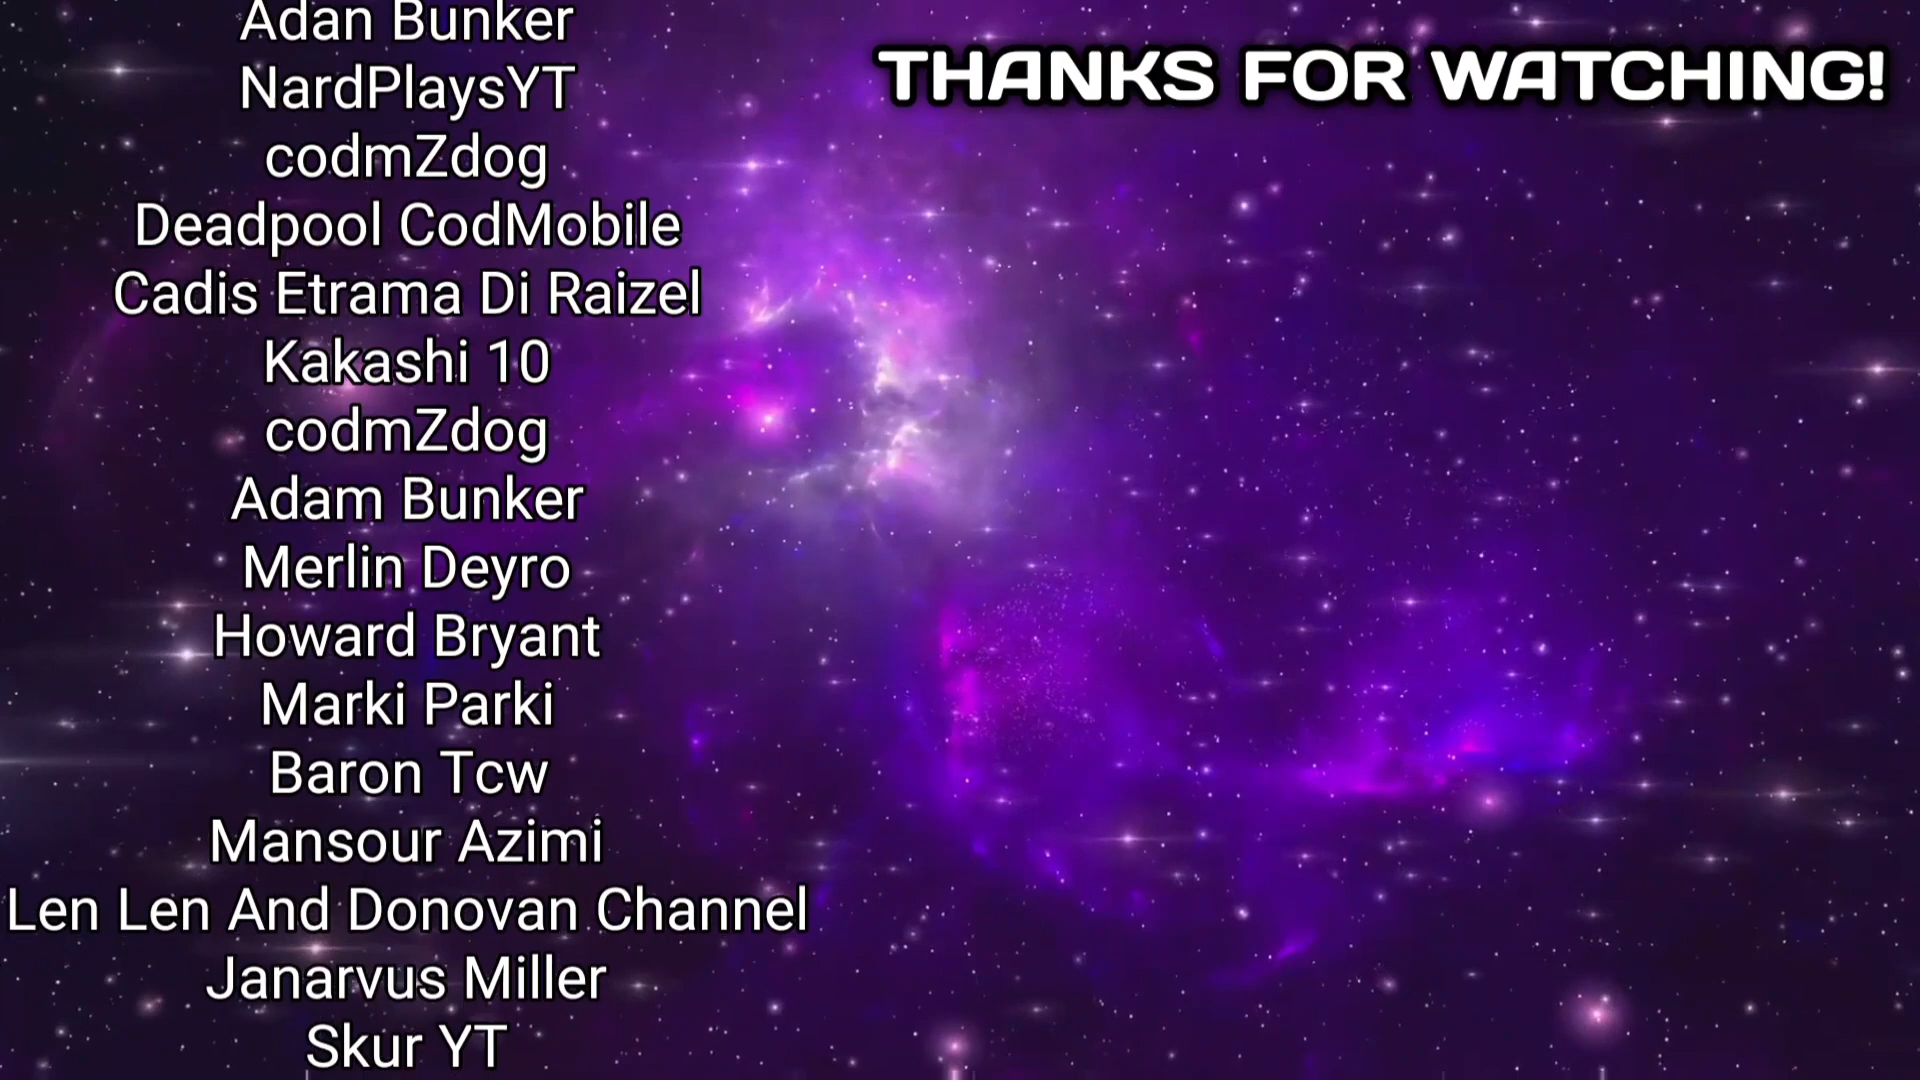 Adan Bunker
THANKS FOR WATCHING!
NardPlaysYT
codmZdog
Deadpool CodMobile
Cadis Etrama Di Raizel
Kakashi 10
codmZdog
Adam Bunker
Merlin Deyro
Howard Bryant
Marki Parki
Baron Tcw
Mansour Azimi
Len Len And Donovan Channel
Janarvus Miller
Skur YT